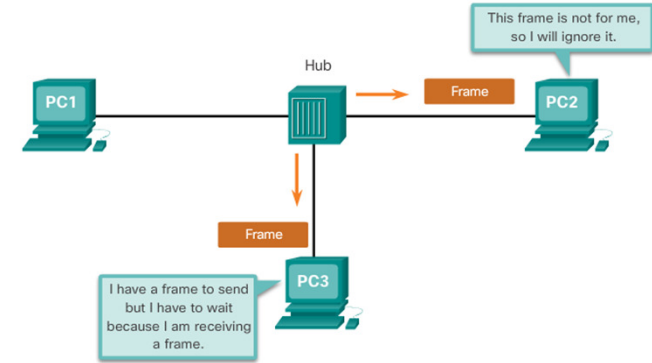 This frame is not for me,
so I will ignore it.
Hub
PC1
Frame
PC2
Frame
PC3
I have a frame to send
but I have to wait
because I am receiving
a frame.